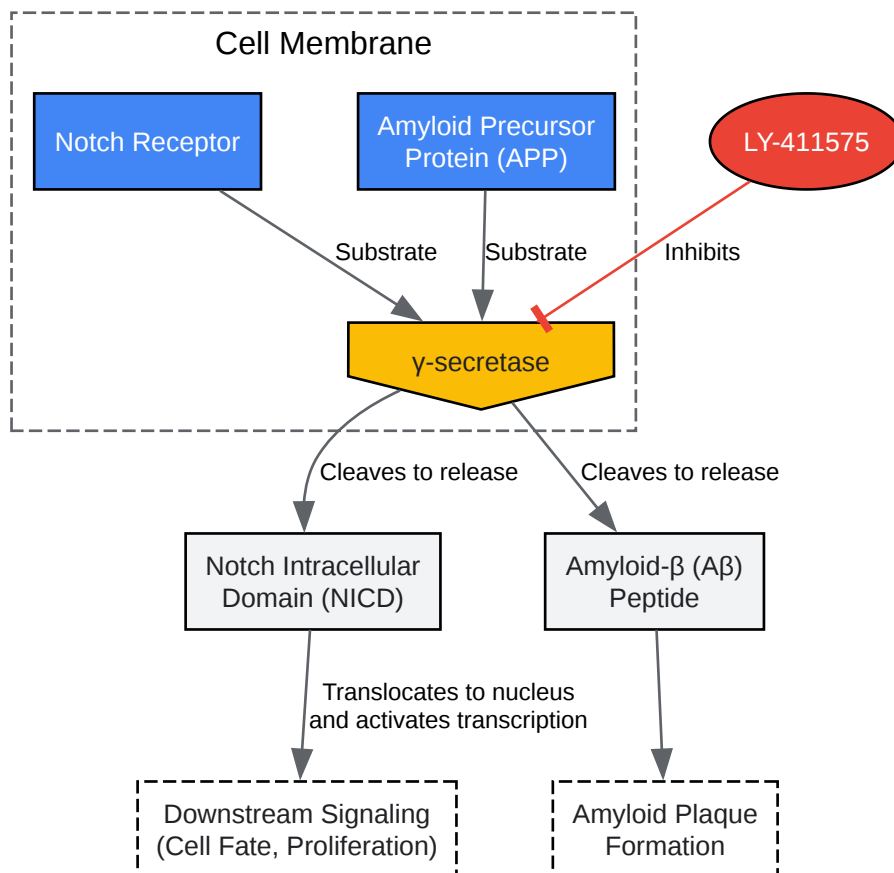 Cell Membrane
Notch Receptor
Amyloid Precursor
Protein (APP)
LY-411575
Substrate
Substrate
Inhibits
γ-secretase
Cleaves to release
Cleaves to release
Notch Intracellular
Domain (NICD)
Amyloid-β (Aβ)
Peptide
Translocates to nucleus
and activates transcription
Downstream Signaling
(Cell Fate, Proliferation)
Amyloid Plaque
Formation